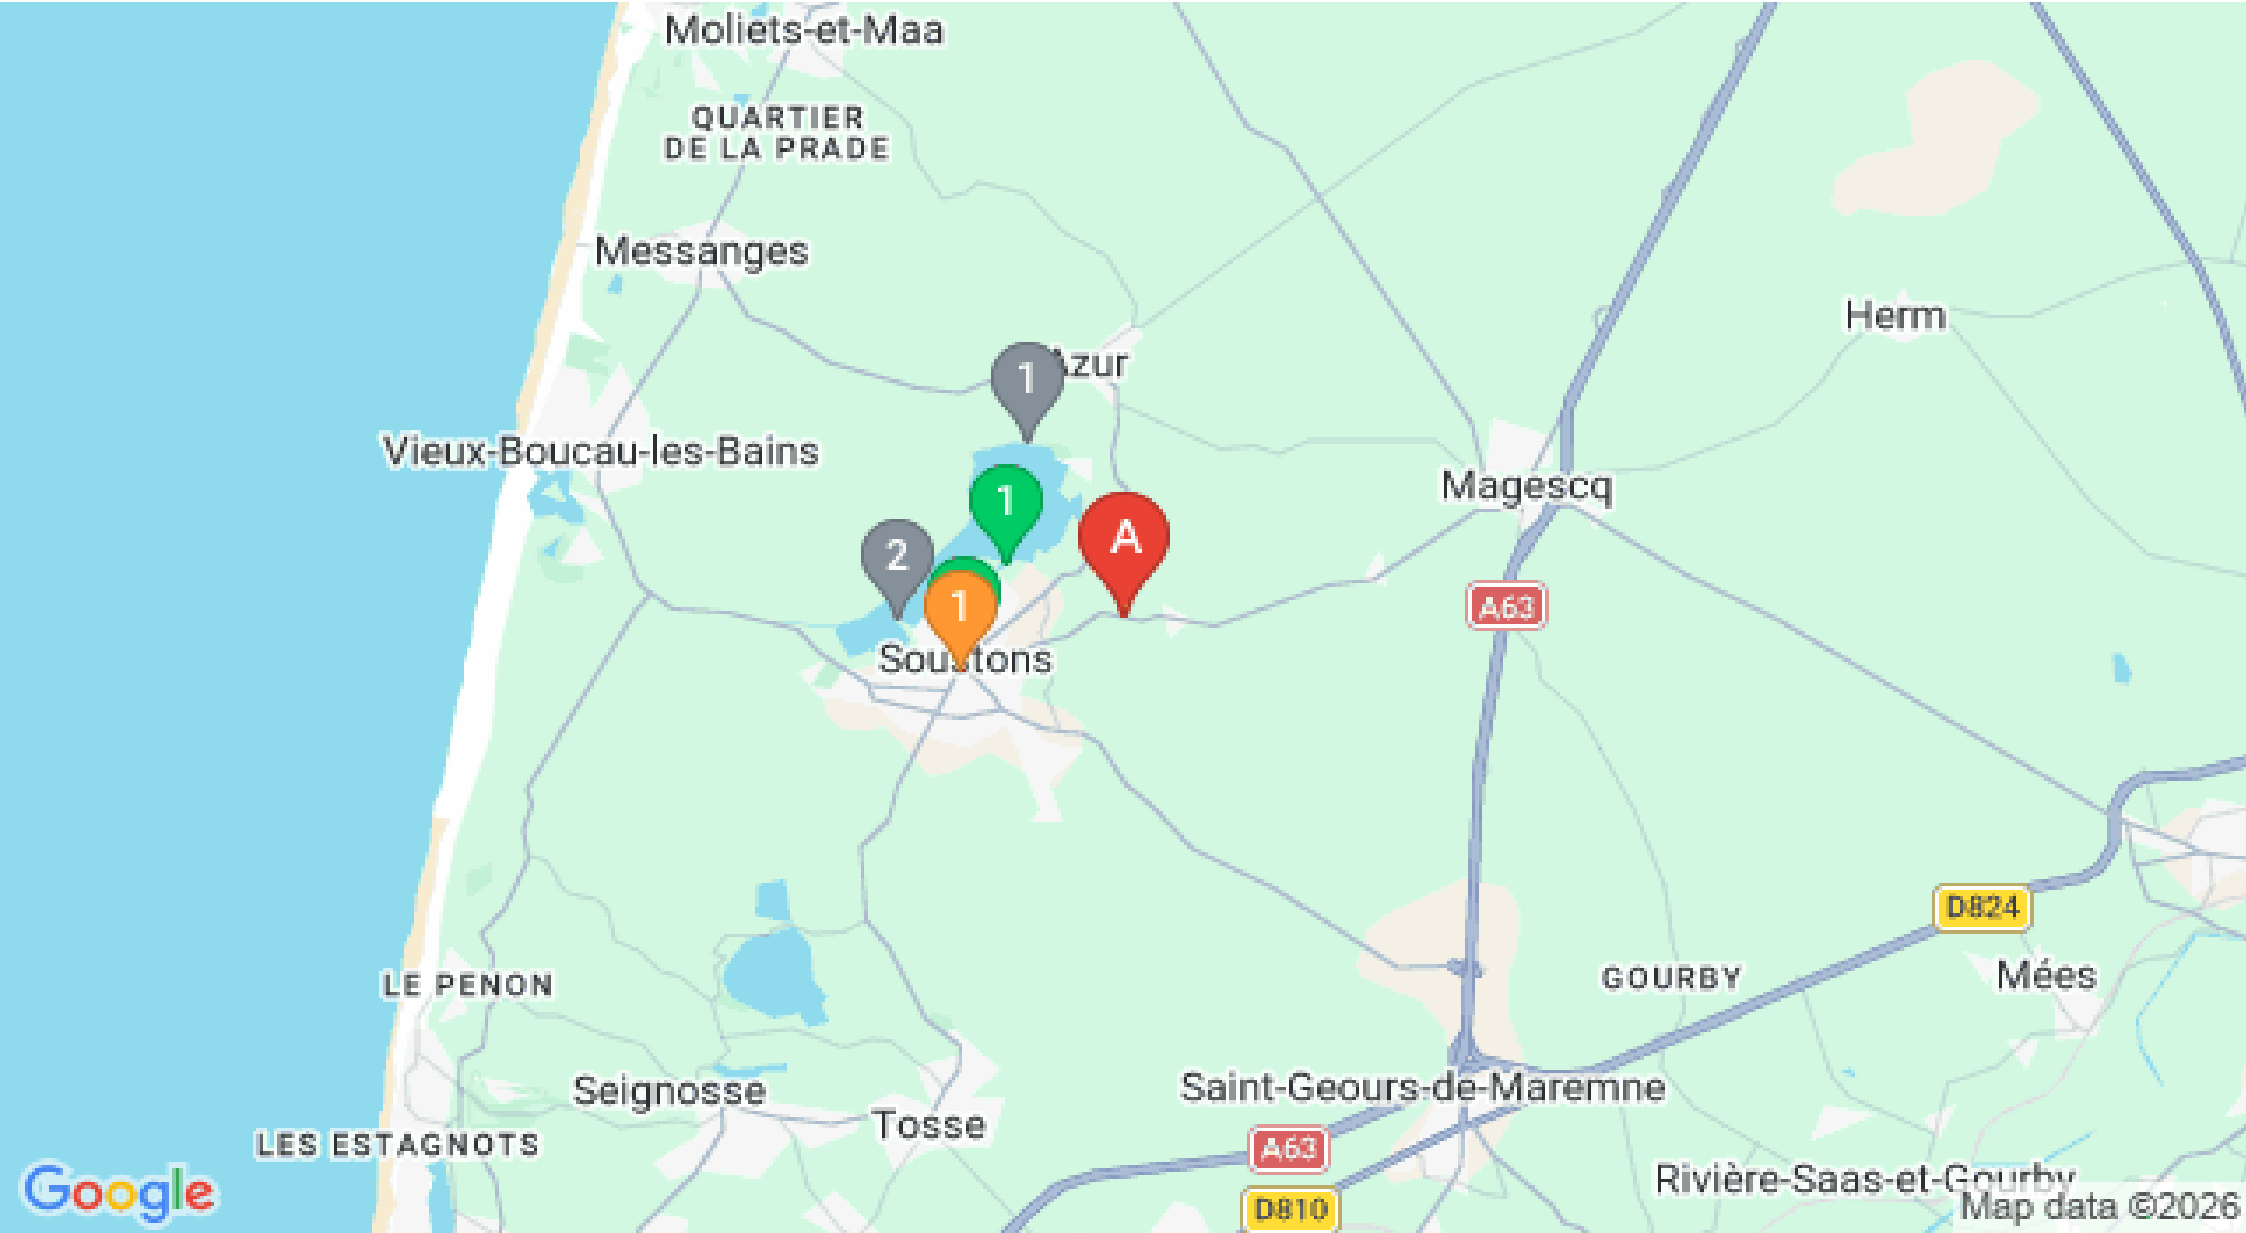 Moliets-et-Maa
QUARTIER
DE LA PRADE
Messanges
Herm
Azur
1
Vieux-Boucau-les-Bains
Magescq
1
A
2
1
A63
Soustons
D824
LE PENON
GOURBY
Mées
Seignosse
Saint-Geours-de-Maremne
Tosse
LES ESTAGNOTS
A63
Rivière-Saas-et-Gourby
Google
D810
Map data ©2026